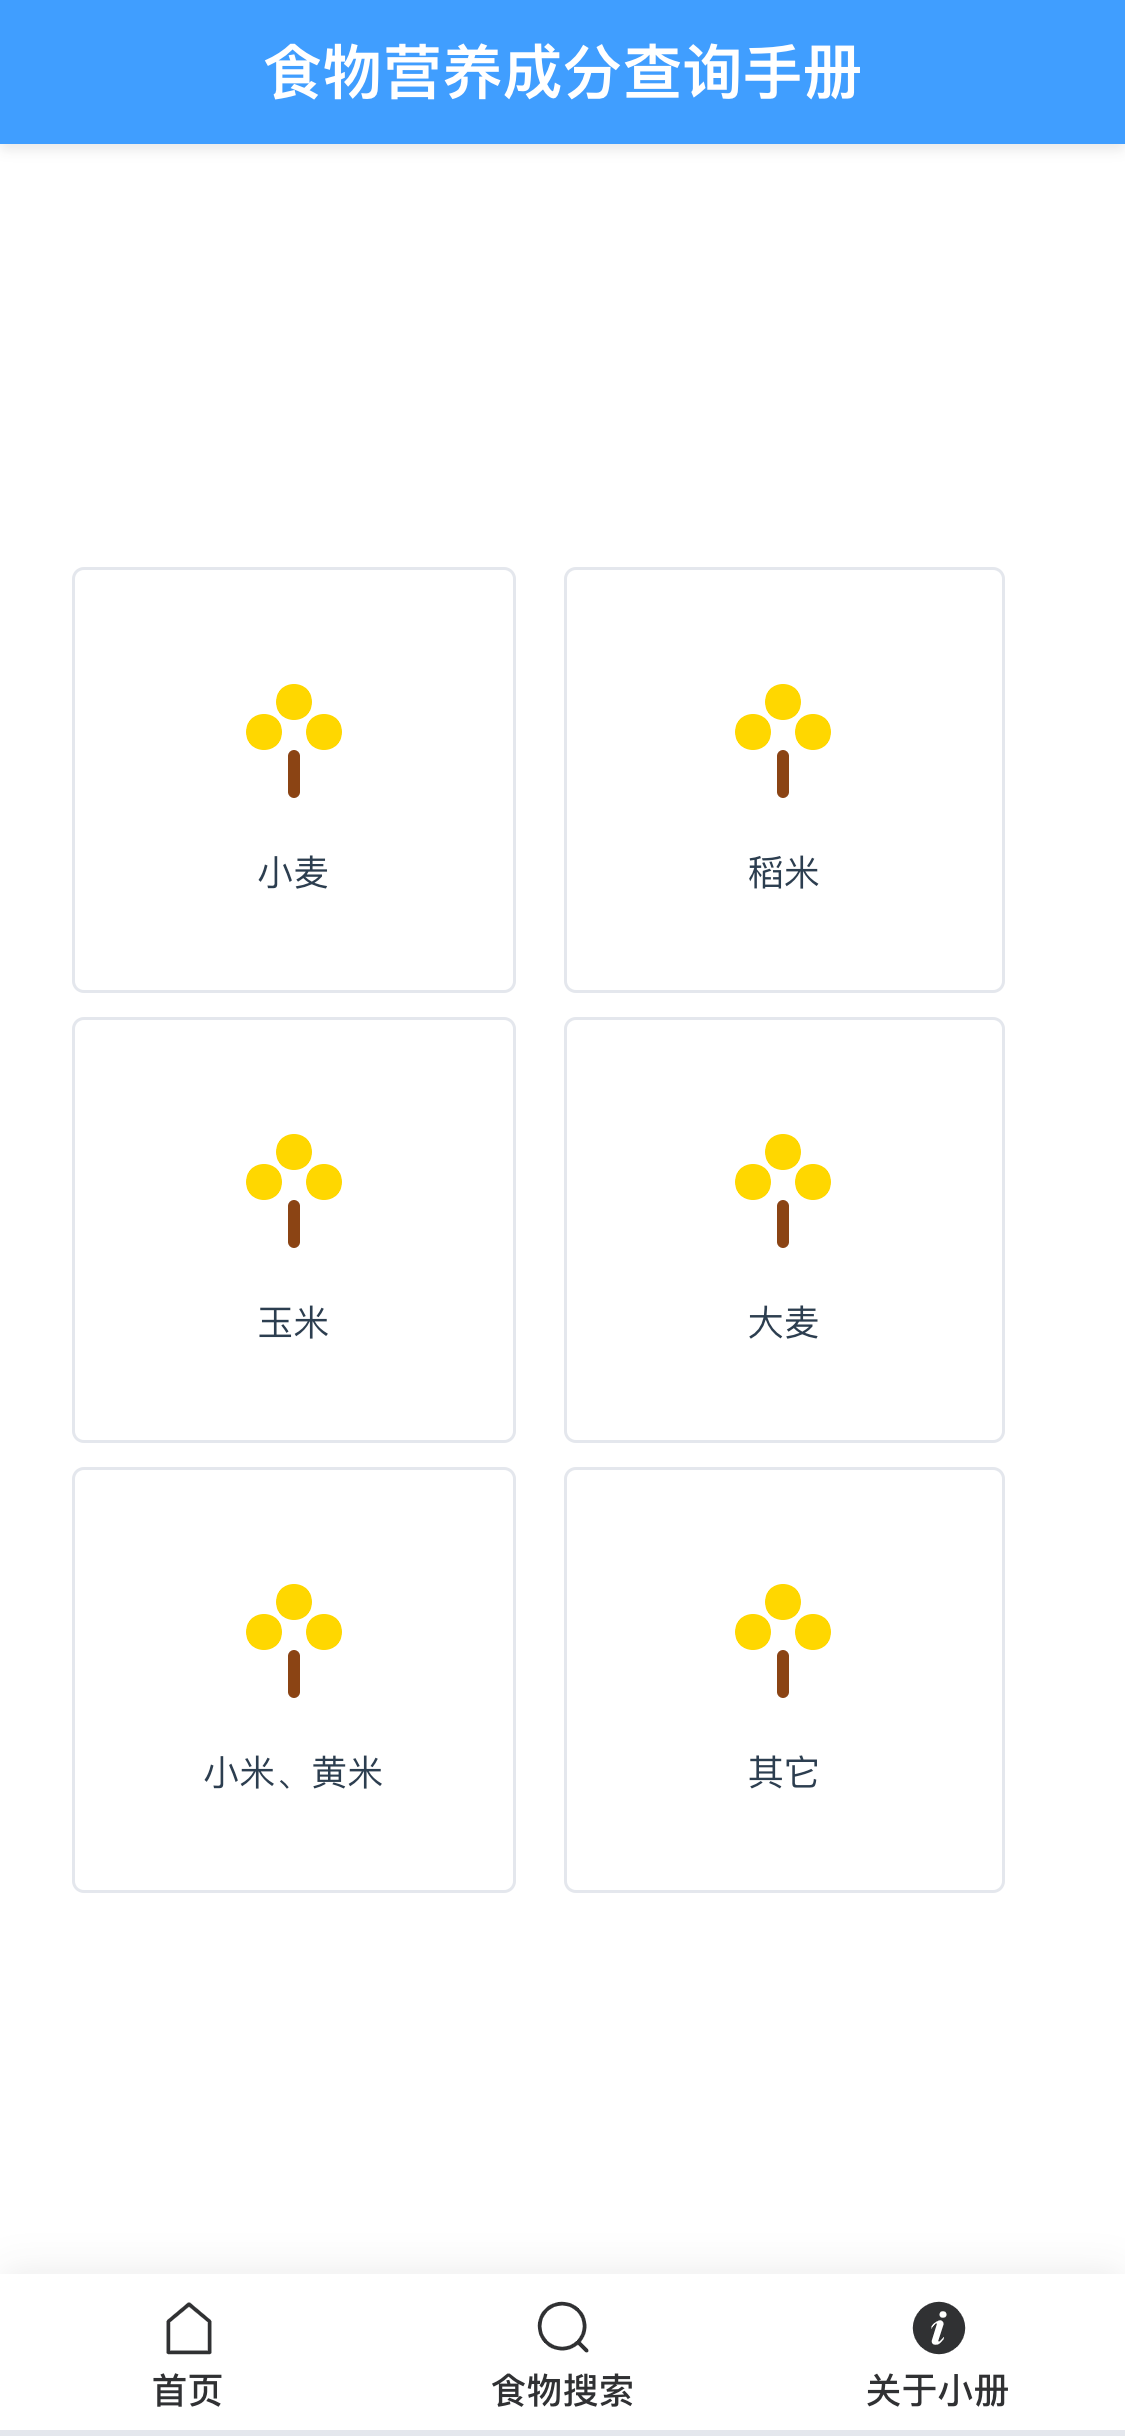 食物营养成分查询手册
小麦
稻米
玉米
大麦
小米、黄米
其它
首页
食物搜索
关于小册